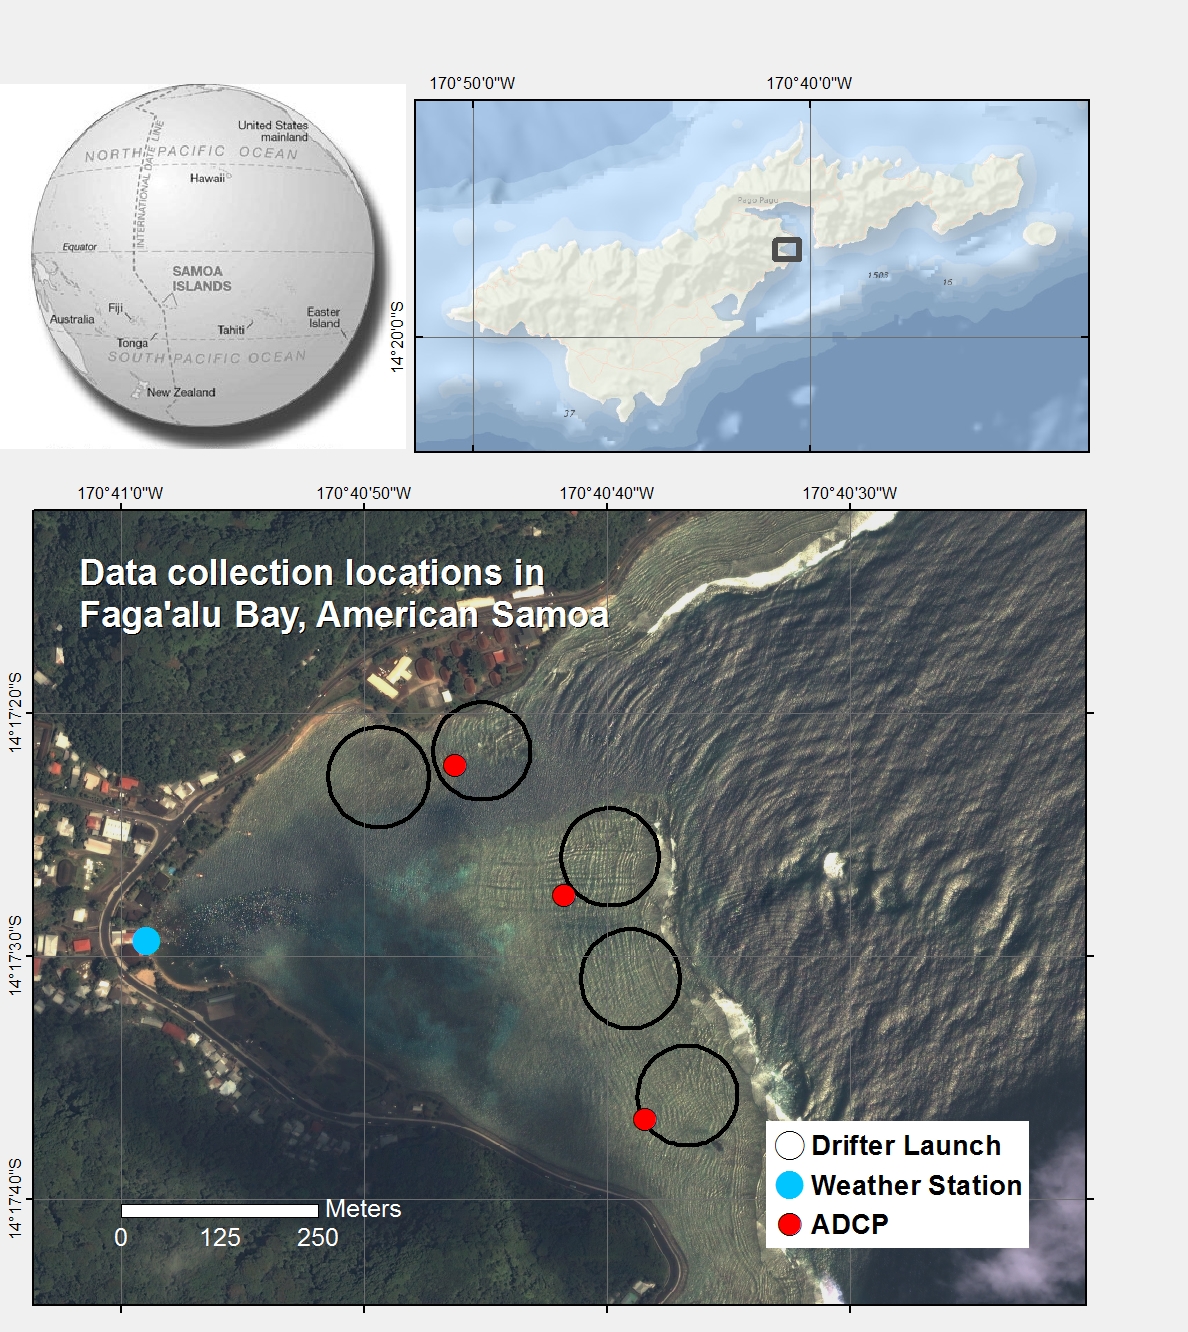 United States
mainland
NORTH PACIFIC OCEAN
Hawaii
INTERNATIONAL DATE LINE
Equator
SAMOA
ISLANDS
Fiji
Australia
Tahiti
Easter
Island
Tonga
SOUTH PACIFIC OCEAN
New Zealand
170°50'0"W
170°40'0"W
14°20'0"S
Pago Pago
1503
16
37
170°41'0"W
170°40'50"W
170°40'40"W
170°40'30"W
Data collection locations in
Faga'alu Bay, American Samoa
14°17'20"S
14°17'30"S
14°17'40"S
Meters
0
125
250
Drifter Launch
Weather Station
ADCP